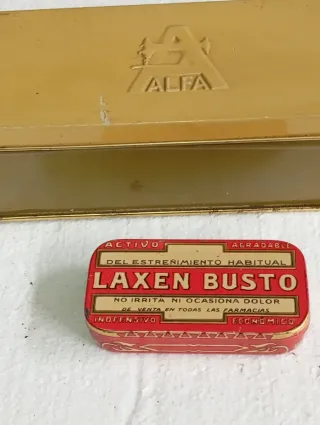 ALFA
ACTIVO AGRADABLE
DEL ESTREÑIMIENTO HABITUAL
LAXEN BUSTO
NO IRRITA NI OCASIONA DOLOR
DE VENTA EN TODAS LAS FARMACIAS
INOFENSIVO ECONOMICO